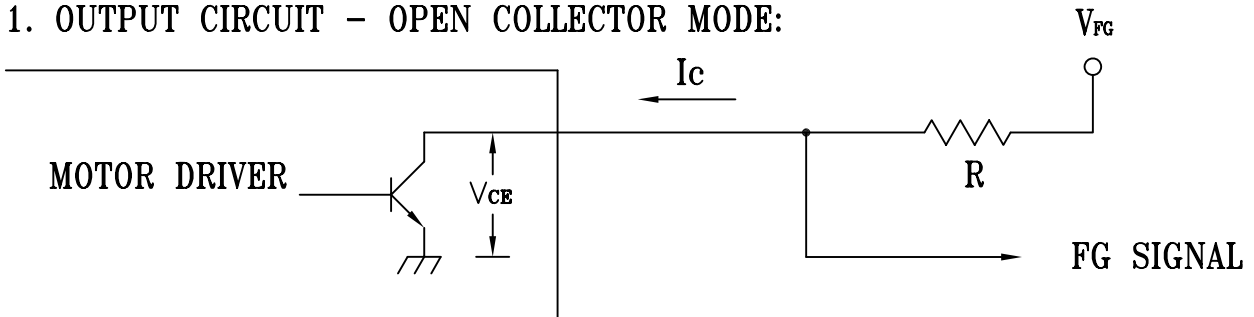 1. OUTPUT CIRCUIT - OPEN COLLECTOR MODE:
VFG
Ic
MOTOR DRIVER
VCE
R
FG SIGNAL